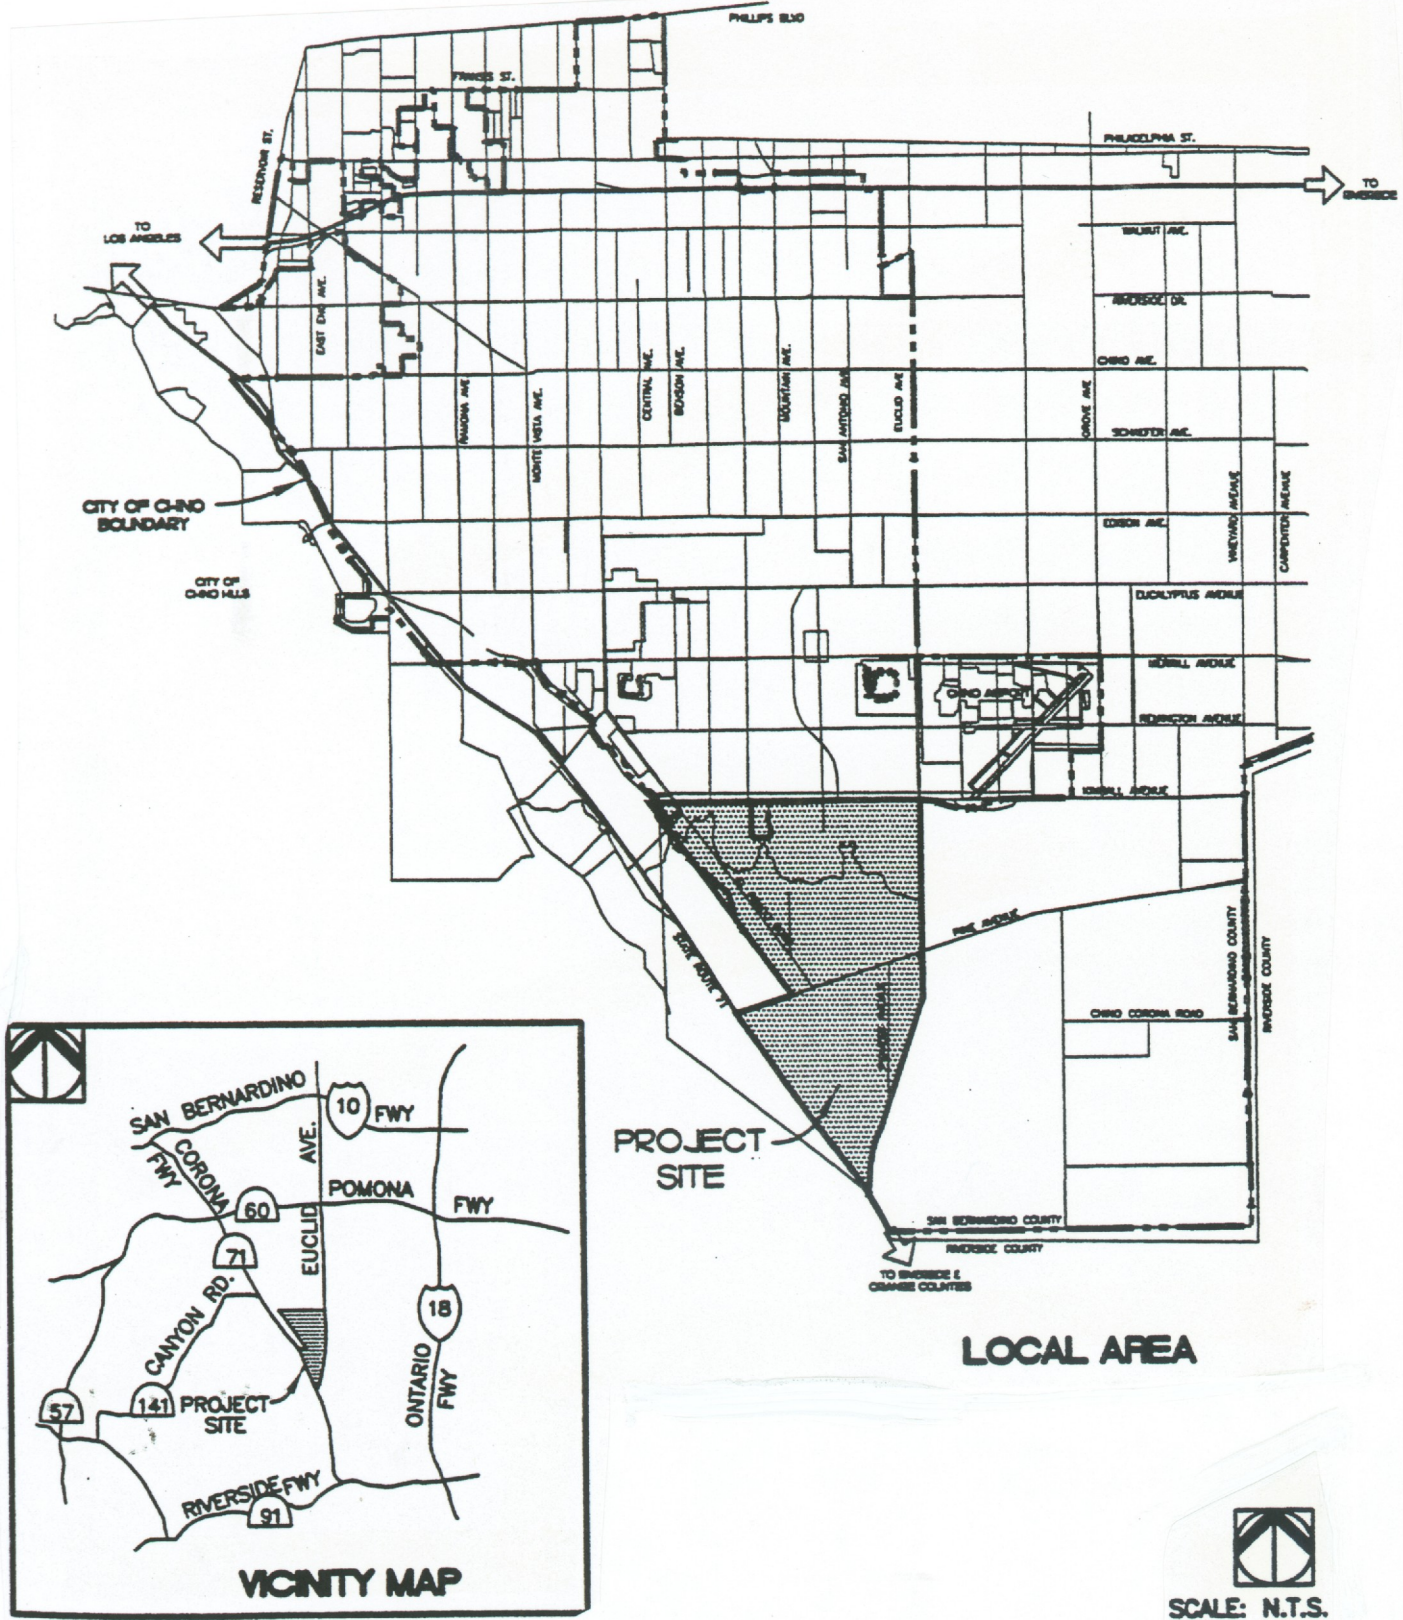 PHILLIPS BLVD
FRANSIS ST.
RESERVOIR ST.
PHILADELPHIA ST.
TO
RIVERSIDE
TO
LOS ANGELES
WALNUT AVE.
RIVERSIDE DR.
EAST END AVE.
CHINO AVE.
RAMONA AVE.
MONTE VISTA AVE.
CENTRAL AVE.
BENSON AVE.
MOUNTAIN AVE.
SAN ANTONIO AVE.
EUCLID AVE
GROVE AVE
SCHAEFER AVE.
VINEYARD AVENUE
CARPENTER AVENUE
CITY OF CHINO
BOUNDARY
EDISON AVE.
CITY OF
CHINO HILLS
EUCALYPTUS AVENUE
MERRILL AVENUE
CHINO AIRPORT
REMINGTON AVENUE
KIMBALL AVENUE
PINE AVENUE
STATE ROUTE 71
SAN BERNARDINO COUNTY
RIVERSIDE COUNTY
CHINO CORONA ROAD
PROJECT
SITE
SAN BERNARDINO COUNTY
RIVERSIDE COUNTY
TO RIVERSIDE &
ORANGE COUNTIES
LOCAL AREA
SAN BERNARDINO
FWY
10
FWY
CORONA
EUCLID AVE.
60
POMONA
FWY
71
CANYON RD.
18
ONTARIO
FWY
57
141
PROJECT
SITE
RIVERSIDE FWY
91
VICINITY MAP
SCALE: N.T.S.